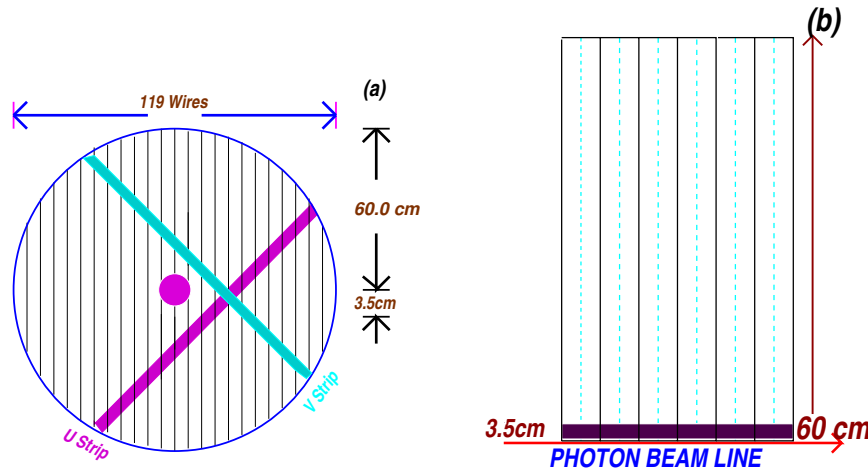 (a)
119 Wires
60.0 cm
3.5cm
U Strip
V Strip
(b)
3.5cm
60 cm
PHOTON BEAM LINE